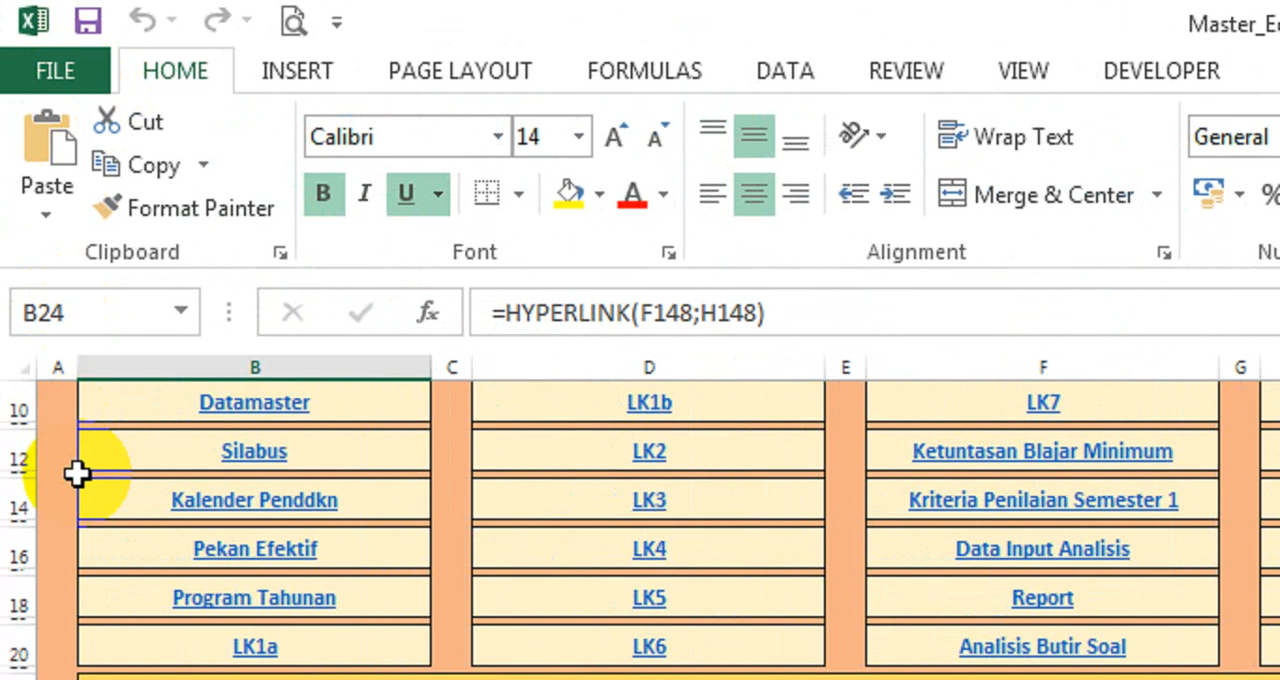 Master_E
FILE HOME INSERT PAGE LAYOUT FORMULAS DATA REVIEW VIEW DEVELOPER
Cut
Copy
Format Painter
Paste
Clipboard
Calibri 14
A A
B I U A
Font
Wrap Text
Merge & Center
Alignment
General
%
Nu
B24 fx =HYPERLINK(F148;H148)
A B C D E F G
10 Datamaster LK1b LK7
12 Silabus LK2 Ketuntasan Blajar Minimum
14 Kalender Penddkn LK3 Kriteria Penilaian Semester 1
16 Pekan Efektif LK4 Data Input Analisis
18 Program Tahunan LK5 Report
20 LK1a LK6 Analisis Butir Soal